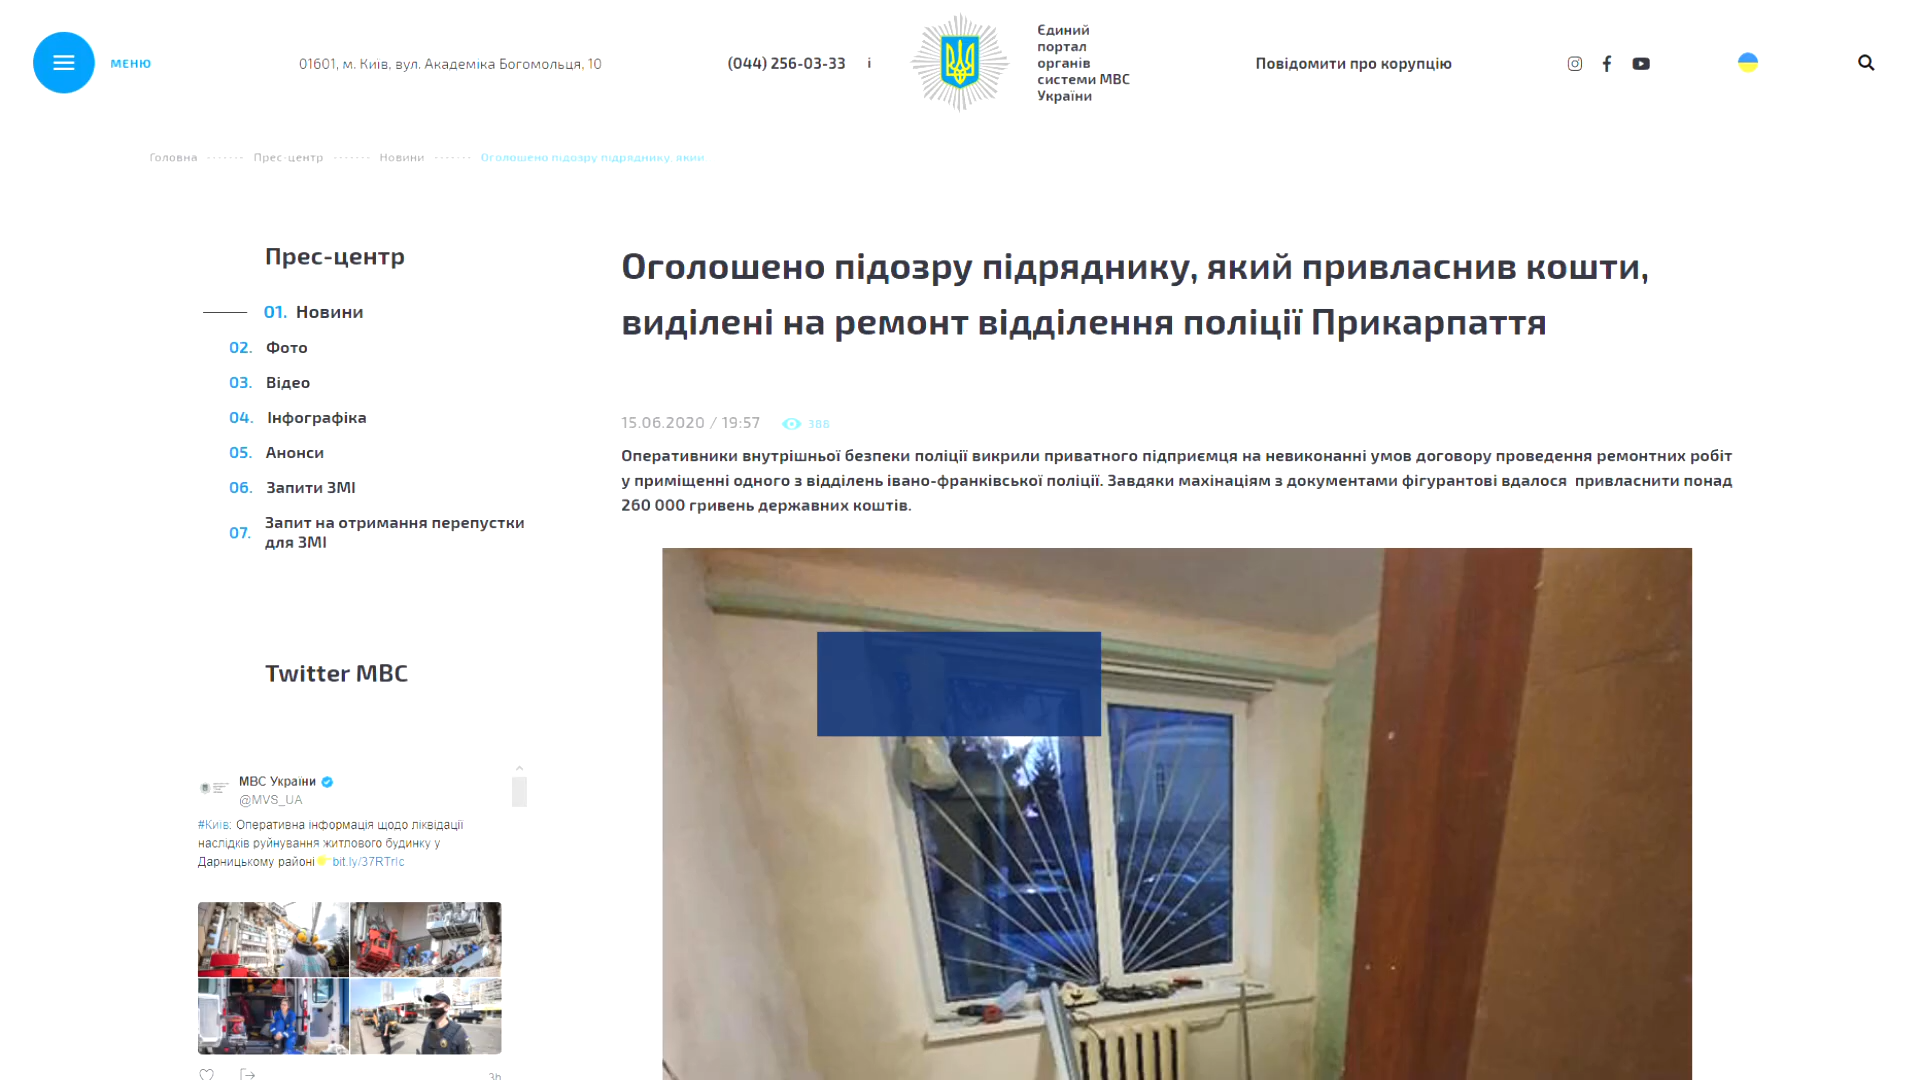 МЕНЮ
01601, м. Київ, вул. Академіка Богомольця, 10
(044) 256-03-33 і
Єдиний
портал
органів
системи МВС
України
Повідомити про корупцію
Головна Прес-центр Новини Оголошено підозру підряднику, який
Прес-центр
01. Новини
02. Фото
03. Відео
04. Інфографіка
05. Анонси
06. Запити ЗМІ
07. Запит на отримання перепустки
для ЗМІ
Twitter МВС
МВС України
@MVS_UA
#Київ: Оперативна інформація щодо ліквідації
наслідків руйнування житлового будинку у
Дарницькому районі bit.ly/37RTrIc
3h
Оголошено підозру підряднику, який привласнив кошти,
виділені на ремонт відділення поліції Прикарпаття
15.06.2020 / 19:57 388
Оперативники внутрішньої безпеки поліції викрили приватного підприємця на невиконанні умов договору проведення ремонтних робіт
у приміщенні одного з відділень івано-франківської поліції. Завдяки махінаціям з документами фігурантові вдалося привласнити понад
260 000 гривень державних коштів.